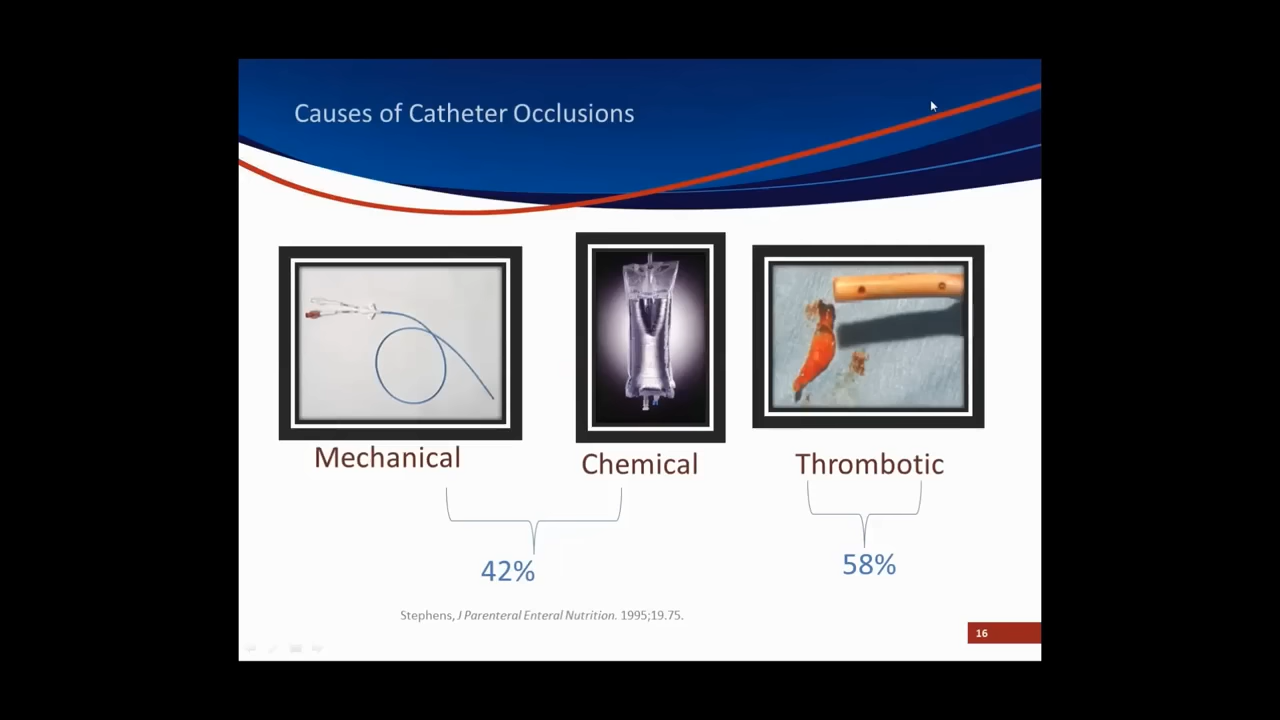 Causes of Catheter Occlusions
Mechanical
Chemical
Thrombotic
42%
58%
Stephens, J Parenteral Enteral Nutrition. 1995;19.75.
16